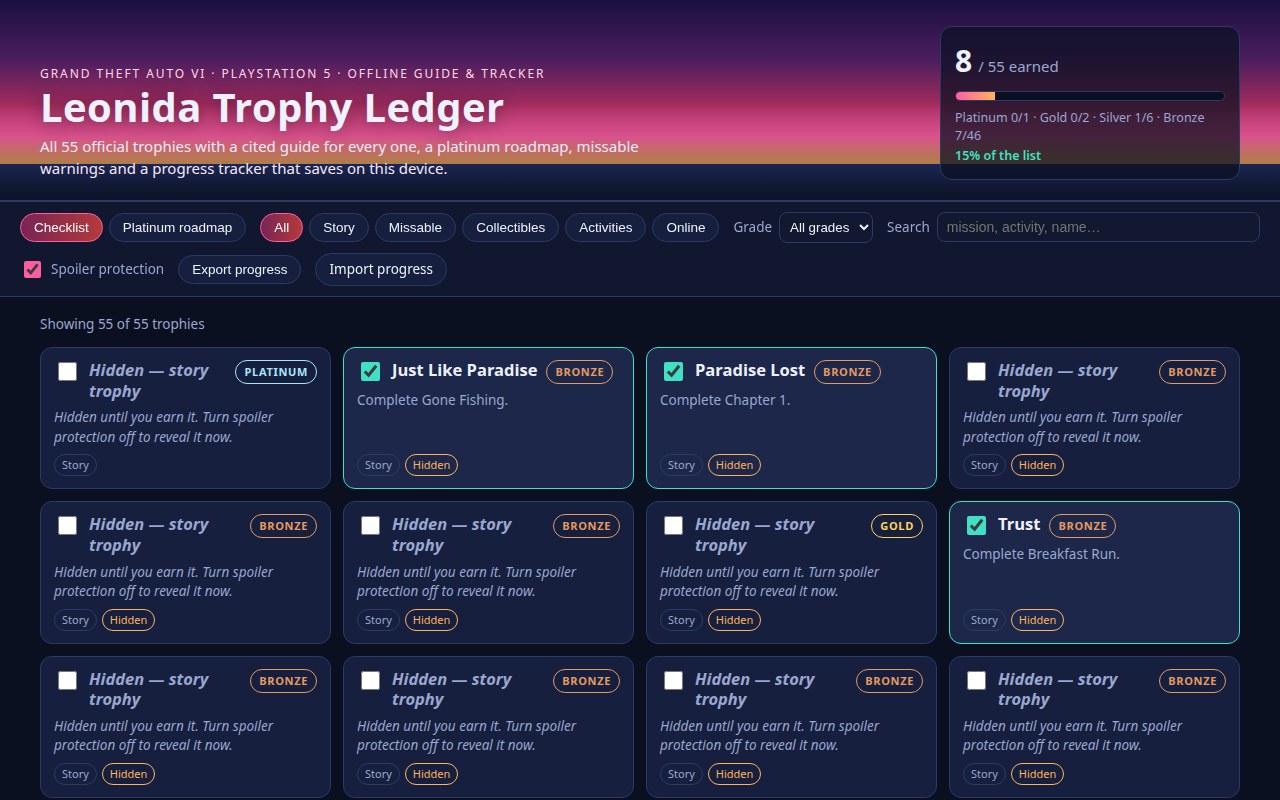 GRAND THEFT AUTO VI · PLAYSTATION 5 · OFFLINE GUIDE & TRACKER
Leonida Trophy Ledger
All 55 official trophies with a cited guide for every one, a platinum roadmap, missable
warnings and a progress tracker that saves on this device.
8 / 55 earned
Platinum 0/1 · Gold 0/2 · Silver 1/6 · Bronze
7/46
15% of the list
Checklist Platinum roadmap All Story Missable Collectibles Activities Online Grade All grades Search mission, activity, name…
Spoiler protection Export progress Import progress
Showing 55 of 55 trophies
Hidden — story
trophy
PLATINUM
Hidden until you earn it. Turn spoiler
protection off to reveal it now.
Story
Just Like Paradise BRONZE
Complete Gone Fishing.
Story Hidden
Paradise Lost BRONZE
Complete Chapter 1.
Story Hidden
Hidden — story
trophy
BRONZE
Hidden until you earn it. Turn spoiler
protection off to reveal it now.
Story Hidden
Hidden — story
trophy
BRONZE
Hidden until you earn it. Turn spoiler
protection off to reveal it now.
Story Hidden
Hidden — story
trophy
BRONZE
Hidden until you earn it. Turn spoiler
protection off to reveal it now.
Story Hidden
Hidden — story
trophy
GOLD
Hidden until you earn it. Turn spoiler
protection off to reveal it now.
Story Hidden
Trust BRONZE
Complete Breakfast Run.
Story Hidden
Hidden — story
trophy
BRONZE
Hidden until you earn it. Turn spoiler
protection off to reveal it now.
Story Hidden
Hidden — story
trophy
BRONZE
Hidden until you earn it. Turn spoiler
protection off to reveal it now.
Story Hidden
Hidden — story
trophy
BRONZE
Hidden until you earn it. Turn spoiler
protection off to reveal it now.
Story Hidden
Hidden — story
trophy
BRONZE
Hidden until you earn it. Turn spoiler
protection off to reveal it now.
Story Hidden